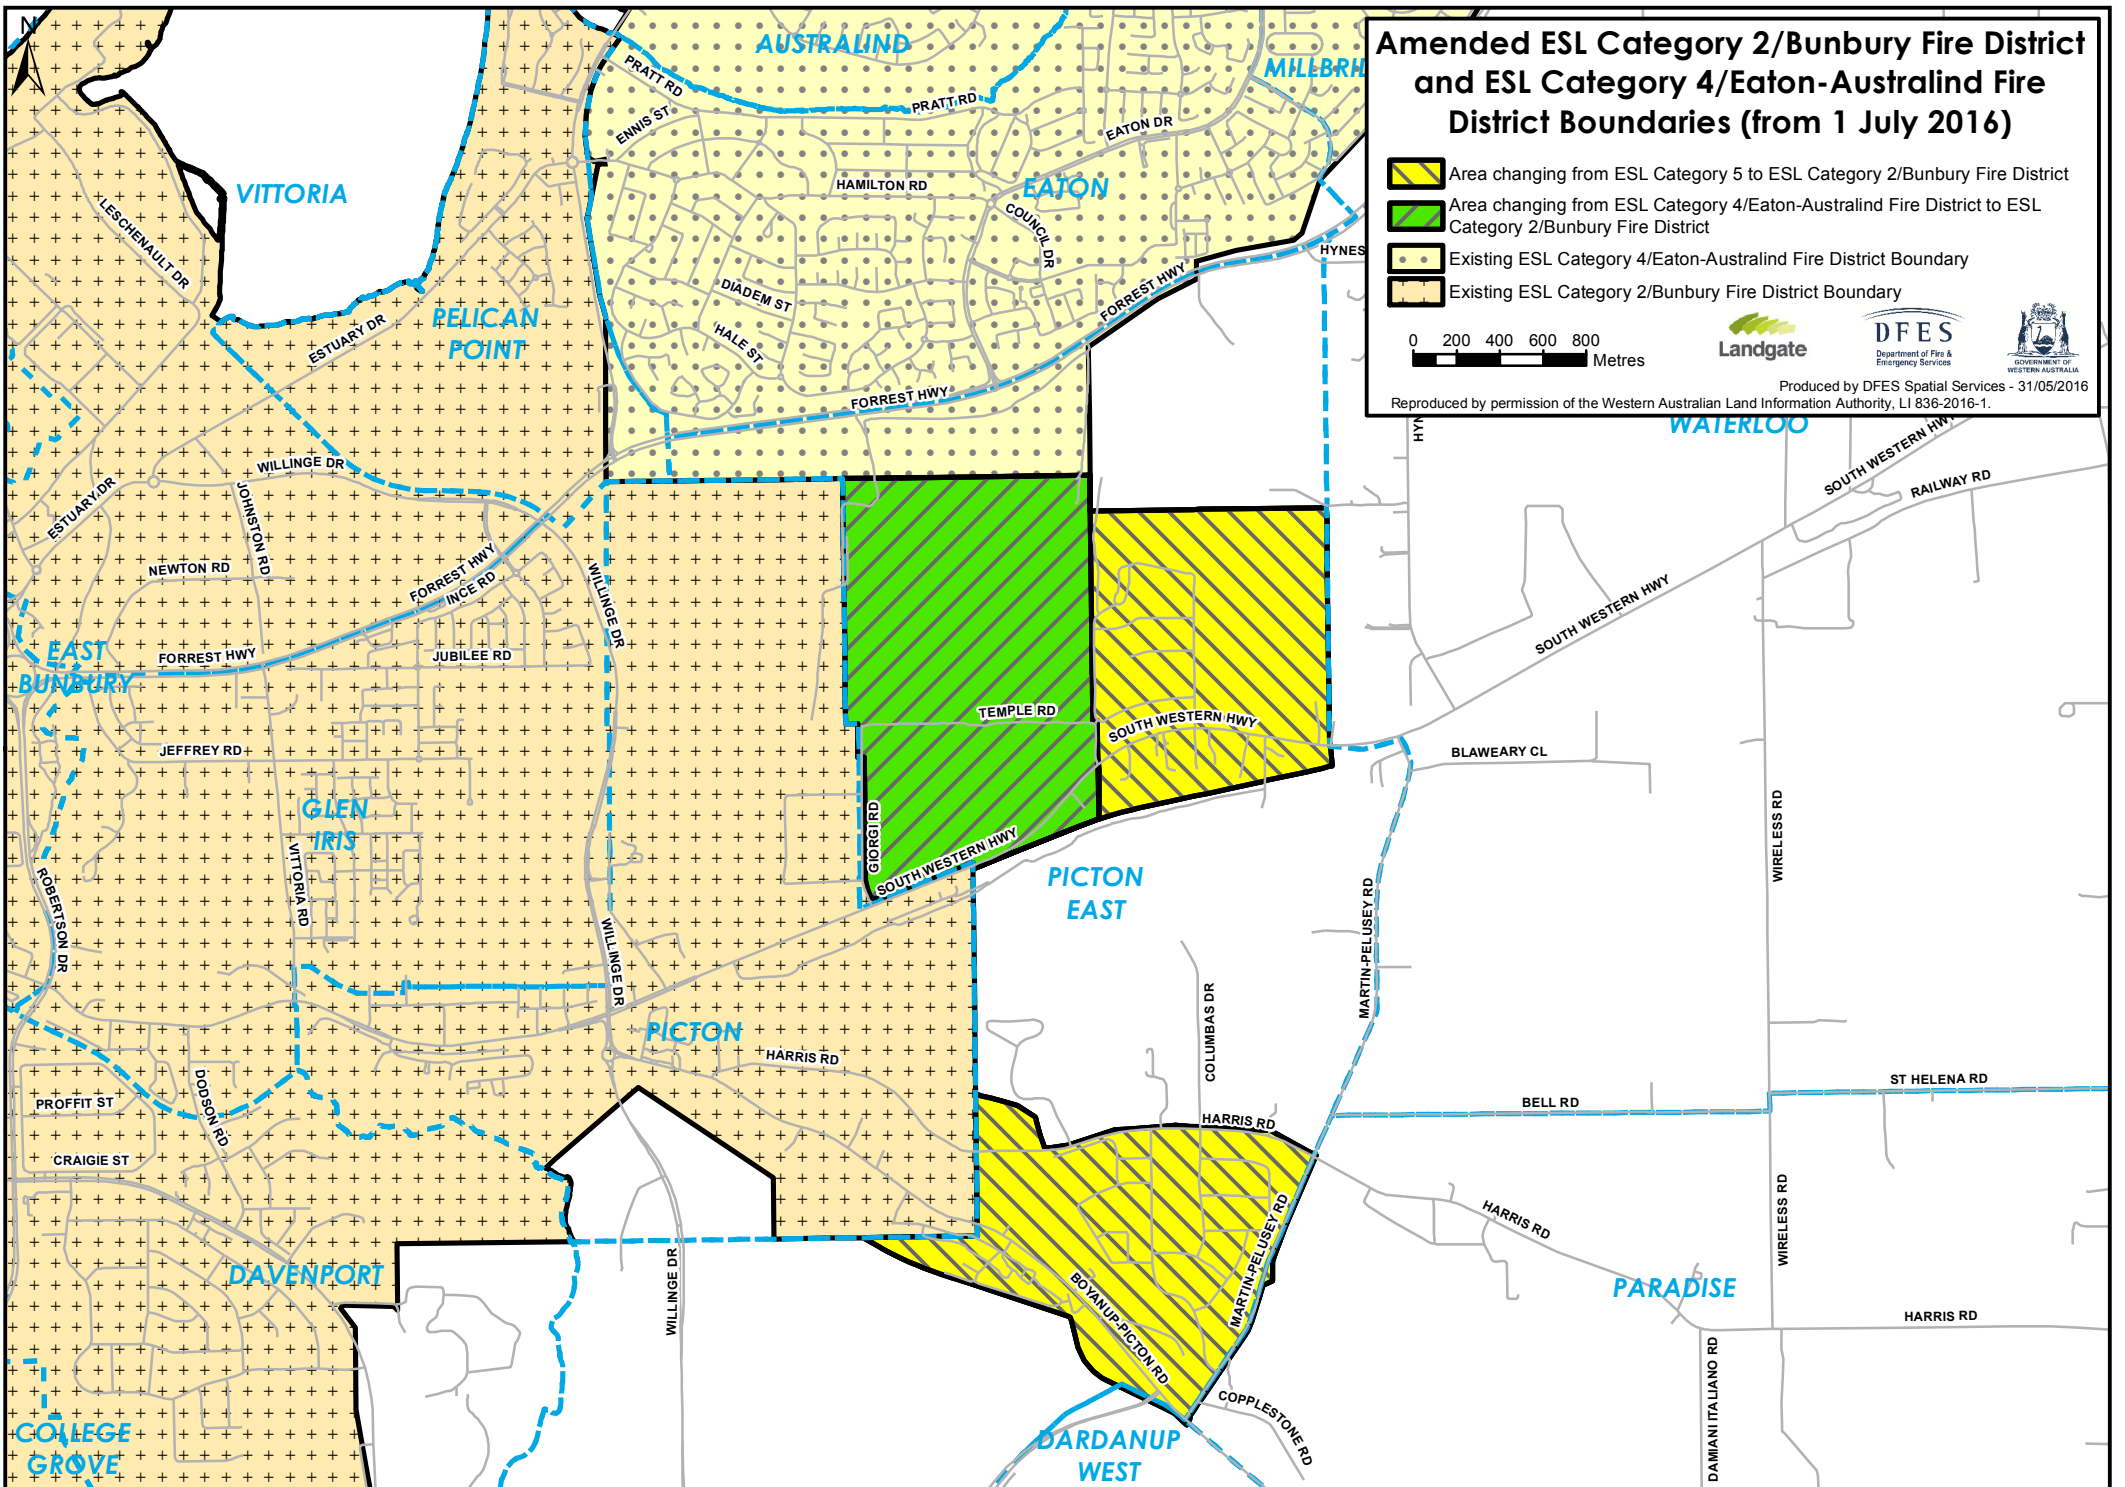 N
Amended ESL Category 2/Bunbury Fire District
and ESL Category 4/Eaton-Australind Fire
District Boundaries (from 1 July 2016)
Area changing from ESL Category 5 to ESL Category 2/Bunbury Fire District
Area changing from ESL Category 4/Eaton-Australind Fire District to ESL
Category 2/Bunbury Fire District
Existing ESL Category 4/Eaton-Australind Fire District Boundary
Existing ESL Category 2/Bunbury Fire District Boundary
0 200 400 600 800
Metres
Landgate
DFES
Department of Fire &
Emergency Services
GOVERNMENT OF
WESTERN AUSTRALIA
Produced by DFES Spatial Services - 31/05/2016
Reproduced by permission of the Western Australian Land Information Authority, LI 836-2016-1.
AUSTRALIND
MILLBRI
PRATT RD
PRATT RD
ENNIS ST
EATON DR
HAMILTON RD
EATON
COUNCIL DR
VITTORIA
LESCHENAULT DR
HYNES
DIADEM ST
FORREST HWY
PELICAN
POINT
ESTUARY DR
HALE ST
FORREST HWY
HYN
WATERLOO
SOUTH WESTERN HWY
RAILWAY RD
WILLINGE DR
ESTUARY DR
JOHNSTON RD
NEWTON RD
FORREST HWY
INCE RD
WILLINGE DR
SOUTH WESTERN HWY
EAST
BUNBURY
FORREST HWY
JUBILEE RD
TEMPLE RD
SOUTH WESTERN HWY
JEFFREY RD
BLAWEARY CL
GLEN
IRIS
GIORGI RD
WIRELESS RD
VITTORIA RD
SOUTH WESTERN HWY
PICTON
EAST
ROBERTSON DR
WILLINGE DR
MARTIN-PELUSEY RD
COLUMBAS DR
PICTON
HARRIS RD
DODSON RD
PROFFIT ST
ST HELENA RD
BELL RD
HARRIS RD
CRAIGIE ST
WIRELESS RD
HARRIS RD
MARTIN-PELUSEY RD
DAVENPORT
WILLINGE DR
BOYANUP-PICTON RD
PARADISE
HARRIS RD
DAMIANI ITALIANO RD
COPPLESTONE RD
COLLEGE
GROVE
DARDANUP
WEST